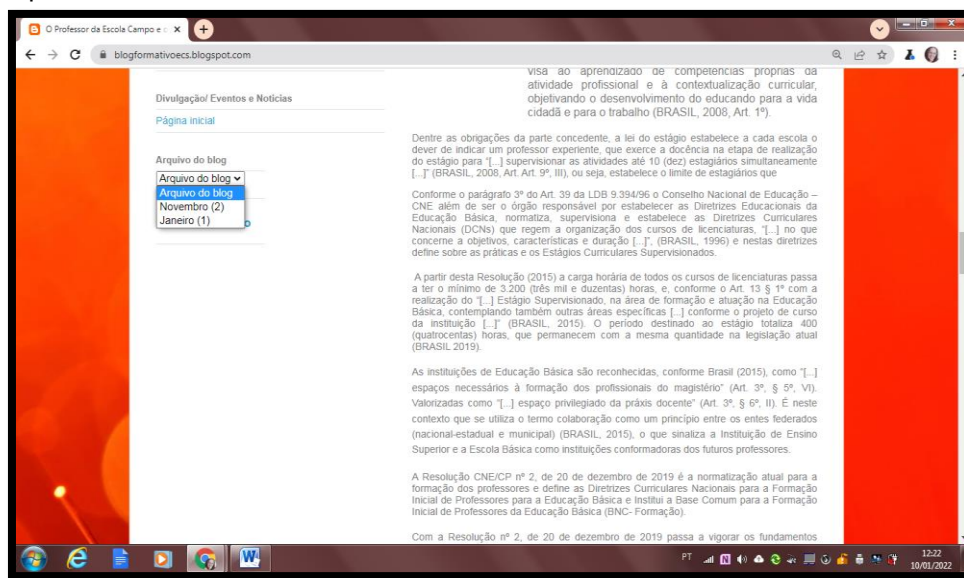 O Professor da Escola Campo e
blogformativoecs.blogspot.com
Divulgação/ Eventos e Noticias
Página inicial
Arquivo do blog
Arquivo do blog
Arquivo do blog
Novembro (2)
Janeiro (1)
visa ao aprendizado de competências próprias da
atividade profissional e à contextualização curricular,
objetivando o desenvolvimento do educando para a vida
cidadã e para o trabalho (BRASIL, 2008, Art. 1º).
Dentre as obrigações da parte concedente, a lei do estágio estabelece a cada escola o
dever de indicar um professor experiente, que exerce a docência na etapa de realização
do estágio para “[...] supervisionar as atividades até 10 (dez) estagiários simultaneamente
[...]” (BRASIL, 2008, Art. Art. 9º, III), ou seja, estabelece o limite de estagiários que
Conforme o parágrafo 3º do Art. 39 da LDB 9.394/96 o Conselho Nacional de Educação –
CNE além de ser o órgão responsável por estabelecer as Diretrizes Educacionais da
Educação Básica, normatiza, supervisiona e estabelece as Diretrizes Curriculares
Nacionais (DCNs) que regem a organização dos cursos de licenciaturas, “[...] no que
concerne a objetivos, características e duração [...]”, (BRASIL, 1996) e nestas diretrizes
define sobre as práticas e os Estágios Curriculares Supervisionados.
A partir desta Resolução (2015) a carga horária de todos os cursos de licenciaturas passa
a ter o mínimo de 3.200 (três mil e duzentas) horas, e, conforme o Art. 13 § 1º com a
realização do “[...] Estágio Supervisionado, na área de formação e atuação na Educação
Básica, contemplando também outras áreas específicas [...] conforme o projeto de curso
da instituição [...]” (BRASIL, 2015). O período destinado ao estágio totaliza 400
(quatrocentas) horas, que permanecem com a mesma quantidade na legislação atual
(BRASIL 2019).
As instituições de Educação Básica são reconhecidas, conforme Brasil (2015), como “[...]
espaços necessários à formação dos profissionais do magistério” (Art. 3º, § 5º, VI).
Valorizadas como “[...] espaço privilegiado da práxis docente” (Art. 3º, § 6º, II). É neste
contexto que se utiliza o termo colaboração como um princípio entre os entes federados
(nacional-estadual e municipal) (BRASIL, 2015), o que sinaliza a Instituição de Ensino
Superior e a Escola Básica como instituições conformadoras dos futuros professores.
A Resolução CNE/CP nº 2, de 20 de dezembro de 2019 é a normatização atual para a
formação dos professores e define as Diretrizes Curriculares Nacionais para a Formação
Inicial de Professores para a Educação Básica e Institui a Base Comum para a Formação
Inicial de Professores da Educação Básica (BNC- Formação).
Com a Resolução nº 2, de 20 de dezembro de 2019 passa a vigorar os fundamentos
PT
12:22
10/01/2022